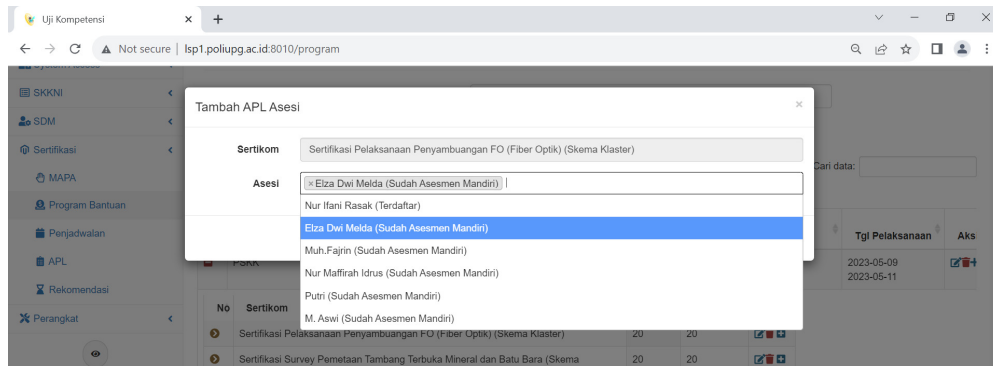 Uji Kompetensi
Not secure | lsp1.poliupg.ac.id:8010/program
SKKNI
SDM
Sertifikasi
MAPA
Program Bantuan
Penjadwalan
APL
Rekomendasi
Perangkat
Tambah APL Asesi ×
Sertikom Sertifikasi Pelaksanaan Penyambuangan FO (Fiber Optik) (Skema Klaster)
Asesi × Elza Dwi Melda (Sudah Asesmen Mandiri)
Nur Ifani Rasak (Terdaftar)
Elza Dwi Melda (Sudah Asesmen Mandiri)
Muh.Fajrin (Sudah Asesmen Mandiri)
Nur Maffirah Idrus (Sudah Asesmen Mandiri)
Putri (Sudah Asesmen Mandiri)
M. Aswi (Sudah Asesmen Mandiri)
Cari data:
Tgl Pelaksanaan Aks
PSKK 2023-05-09
2023-05-11
No Sertikom
Sertifikasi Pelaksanaan Penyambuangan FO (Fiber Optik) (Skema Klaster) 20 20
Sertifikasi Survey Pemetaan Tambang Terbuka Mineral dan Batu Bara (Skema 20 20